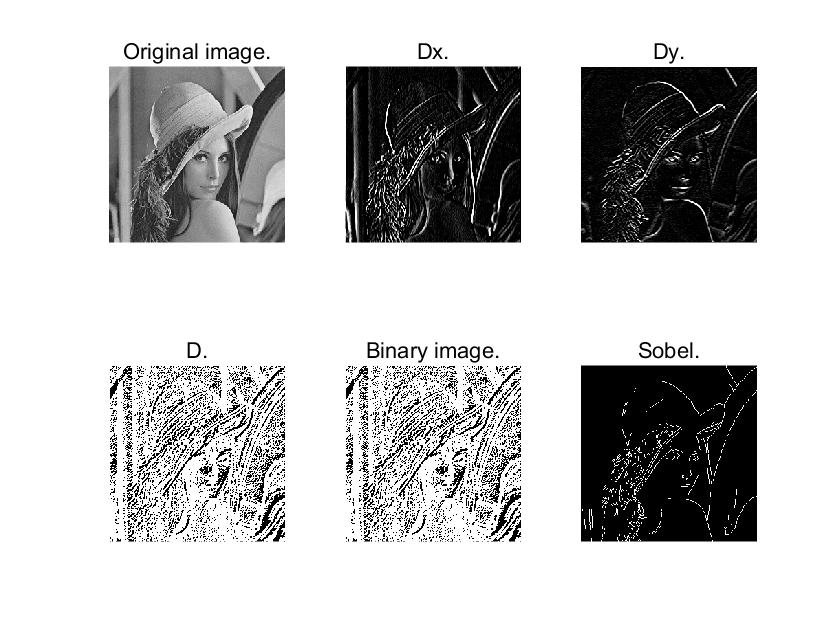 Original image.
Dx.
Dy.
D.
Binary image.
Sobel.